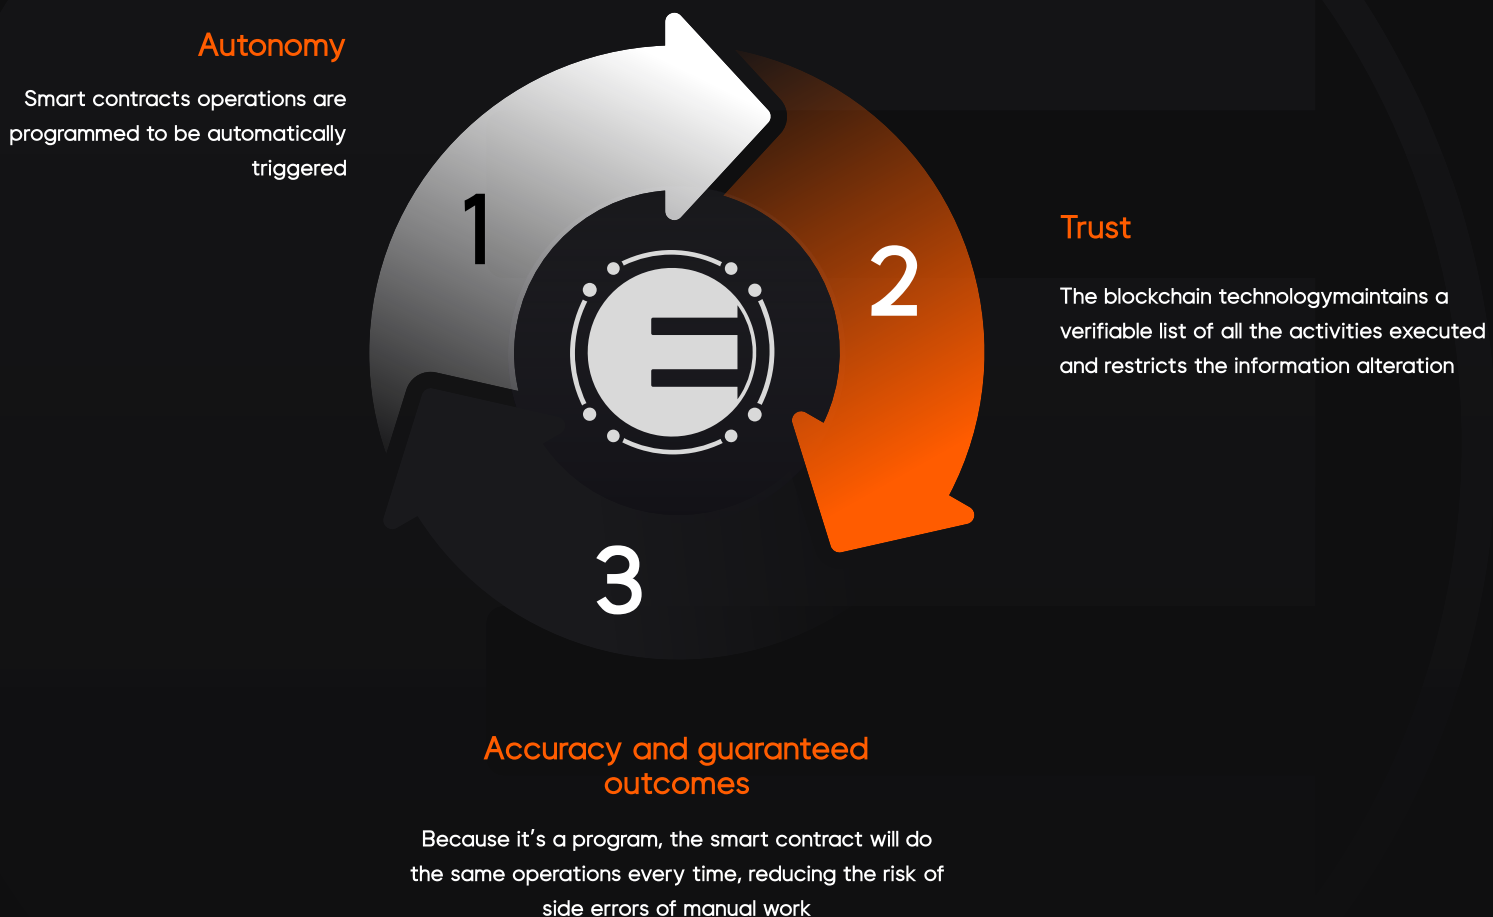 Autonomy
Smart contracts operations are
programmed to be automatically
triggered
1
2
Trust
The blockchain technologymaintains a
verifiable list of all the activities executed
and restricts the information alteration
3
Accuracy and guaranteed
outcomes
Because it's a program, the smart contract will do
the same operations every time, reducing the risk of
side errors of manual work